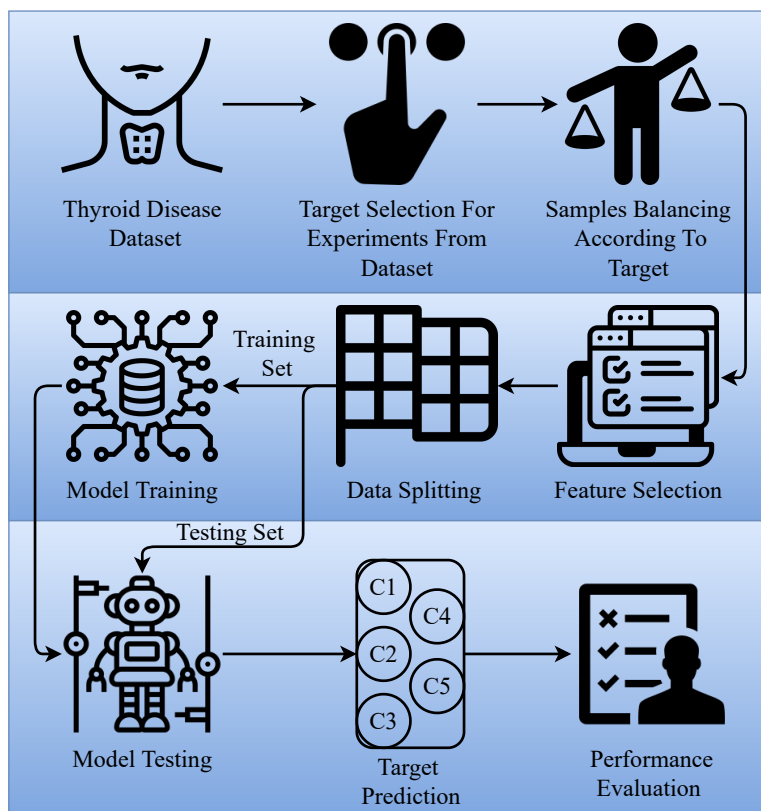 Thyroid Disease
Dataset
Target Selection For
Experiments From
Dataset
Samples Balancing
According To
Target
Training
Set
Model Training
Data Splitting
Feature Selection
Testing Set
C1
C4
C2
C5
C3
Model Testing
Target
Prediction
Performance
Evaluation